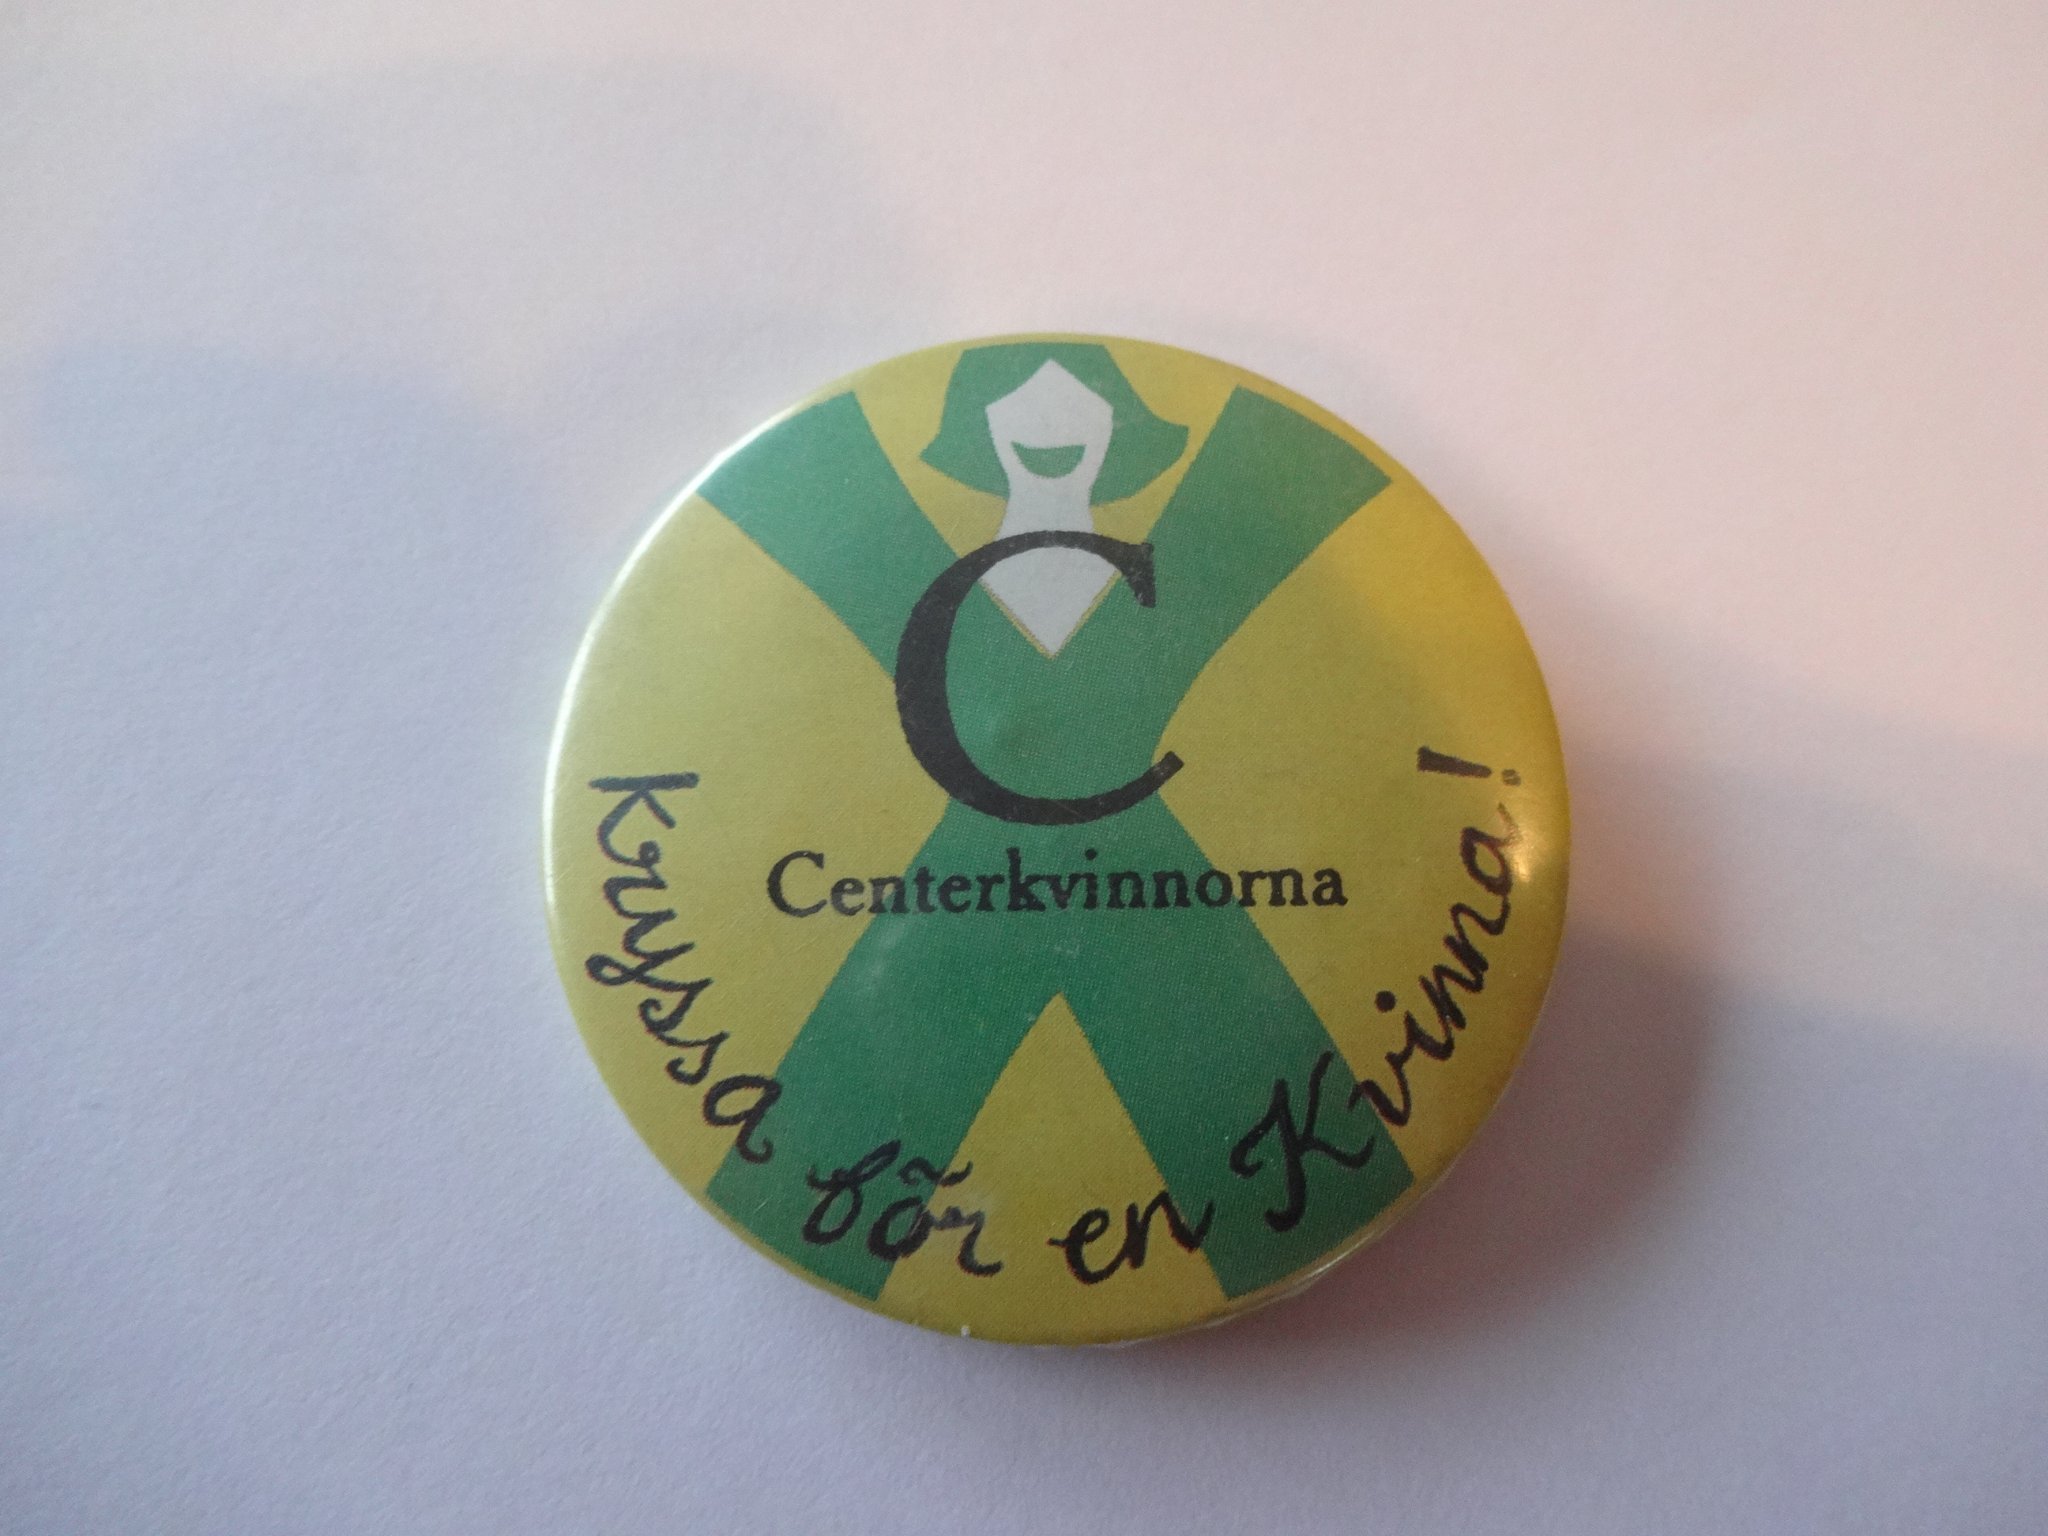 C
Centerkvinnorna
Kryssa för en Kvinna!